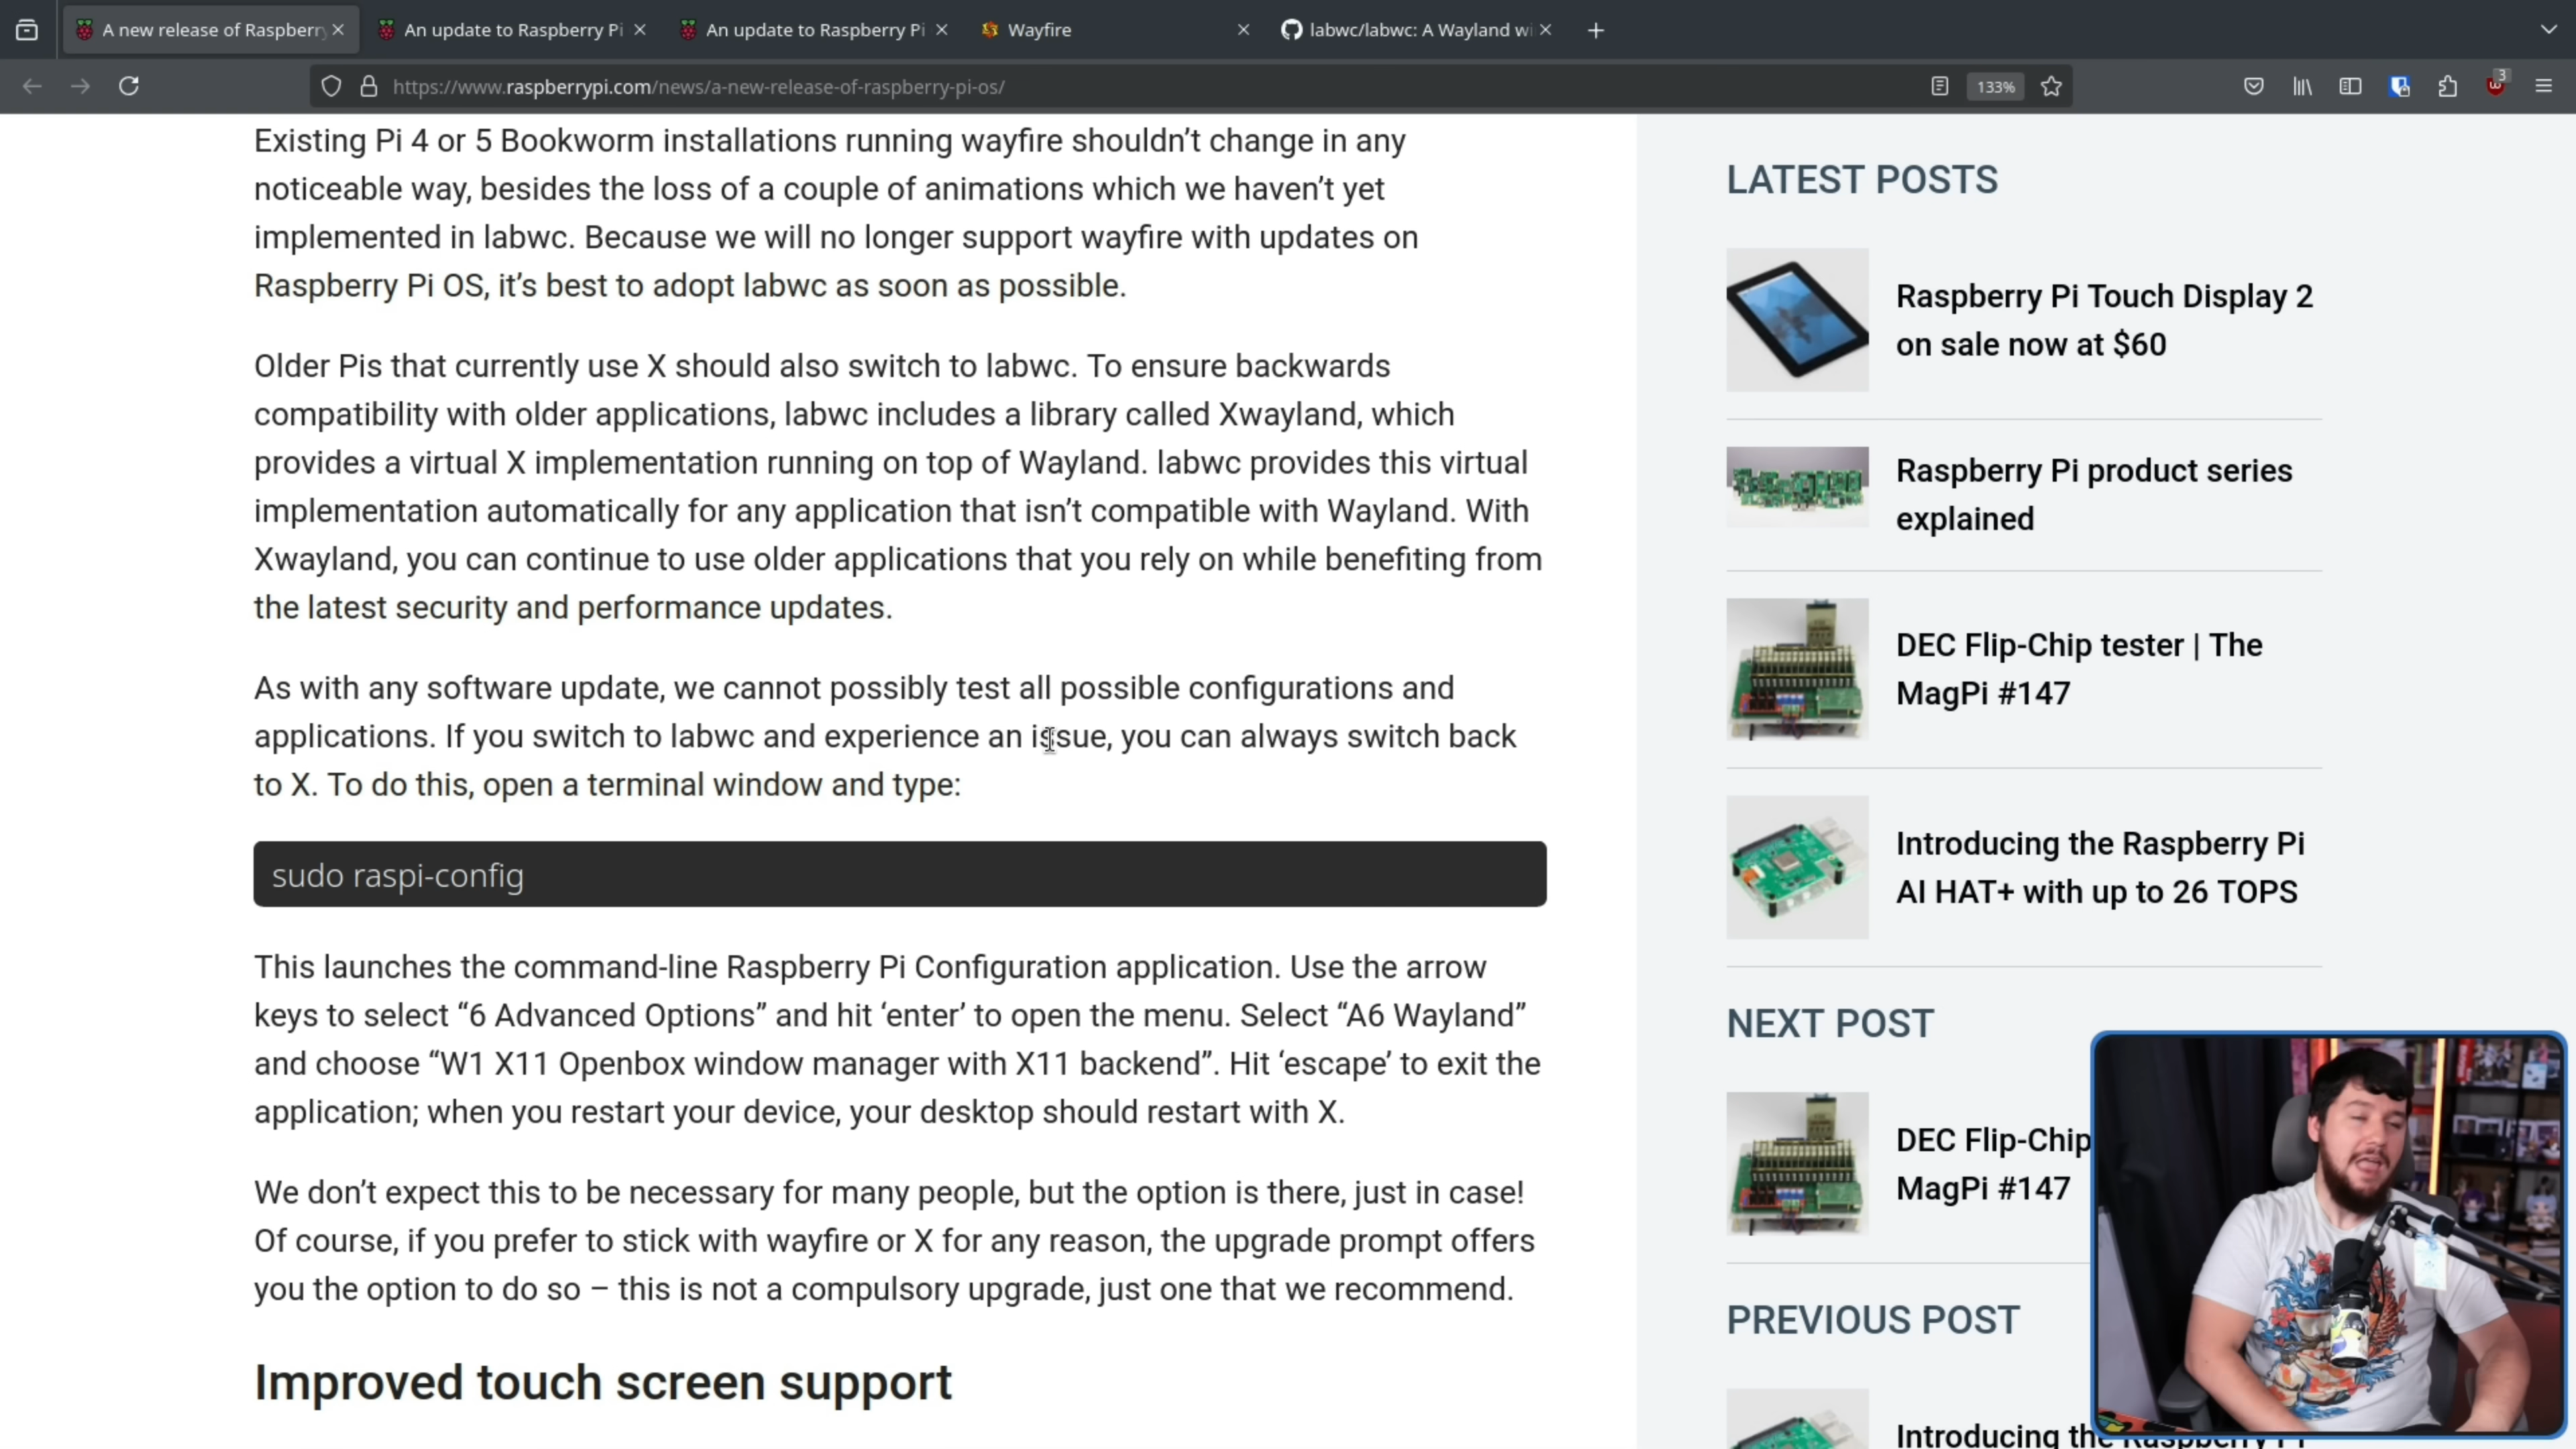 A new release of Raspberry
An update to Raspberry Pi
An update to Raspberry Pi
Wayfire
labwc/labwc: A Wayland wi
https://www.raspberrypi.com/news/a-new-release-of-raspberry-pi-os/
133%
3
Existing Pi 4 or 5 Bookworm installations running wayfire shouldn’t change in any
noticeable way, besides the loss of a couple of animations which we haven’t yet
implemented in labwc. Because we will no longer support wayfire with updates on
Raspberry Pi OS, it’s best to adopt labwc as soon as possible.
Older Pis that currently use X should also switch to labwc. To ensure backwards
compatibility with older applications, labwc includes a library called Xwayland, which
provides a virtual X implementation running on top of Wayland. labwc provides this virtual
implementation automatically for any application that isn’t compatible with Wayland. With
Xwayland, you can continue to use older applications that you rely on while benefiting from
the latest security and performance updates.
As with any software update, we cannot possibly test all possible configurations and
applications. If you switch to labwc and experience an issue, you can always switch back
to X. To do this, open a terminal window and type:
sudo raspi-config
This launches the command-line Raspberry Pi Configuration application. Use the arrow
keys to select “6 Advanced Options” and hit ‘enter’ to open the menu. Select “A6 Wayland”
and choose “W1 X11 Openbox window manager with X11 backend”. Hit ‘escape’ to exit the
application; when you restart your device, your desktop should restart with X.
We don’t expect this to be necessary for many people, but the option is there, just in case!
Of course, if you prefer to stick with wayfire or X for any reason, the upgrade prompt offers
you the option to do so – this is not a compulsory upgrade, just one that we recommend.
Improved touch screen support
LATEST POSTS
Raspberry Pi Touch Display 2
on sale now at $60
Raspberry Pi product series
explained
DEC Flip-Chip tester | The
MagPi #147
Introducing the Raspberry Pi
AI HAT+ with up to 26 TOPS
NEXT POST
DEC Flip-Chip
MagPi #147
PREVIOUS POST
Introducing the Raspberry Pi